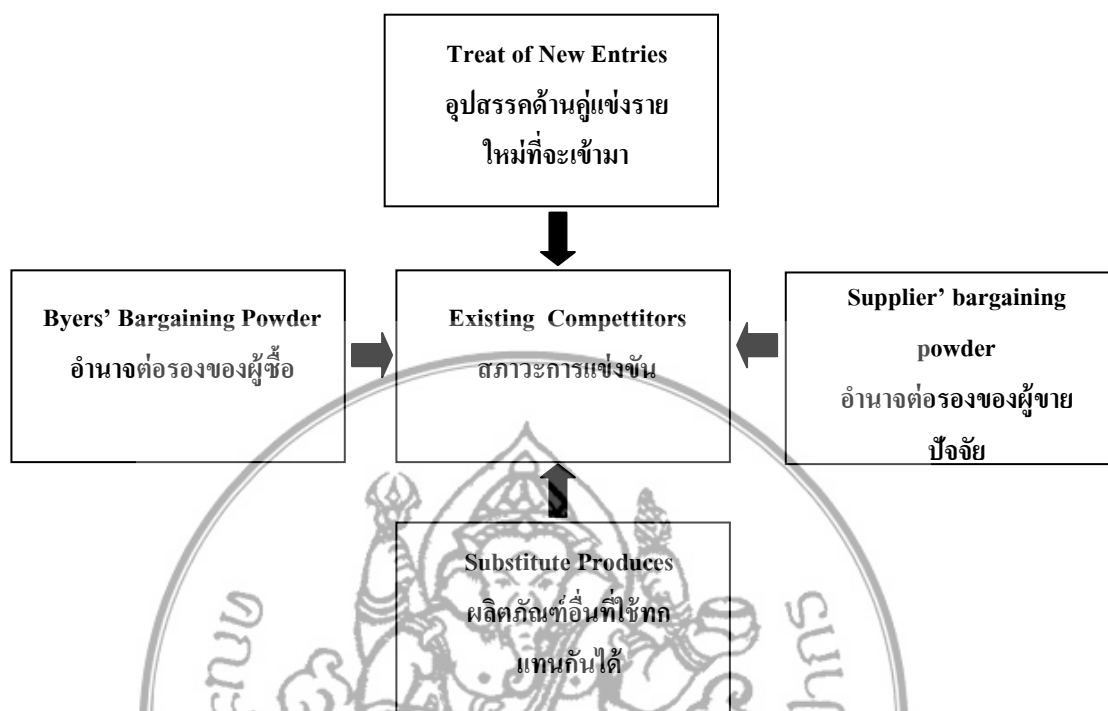 Treat of New Entries
อุปสรรคด้านคู่แข่งราย
ใหม่ที่จะเข้ามา
Byers’ Bargaining Powder
อำนาจต่อรองของผู้ซื้อ
Existing Compettitors
สภาวะการแข่งขัน
Supplier’ bargaining
powder
อำนาจต่อรองของผู้ขาย
ปัจจัย
Substitute Produces
ผลิตภัณฑ์อื่นที่ใช้ทก
แทนกันได้